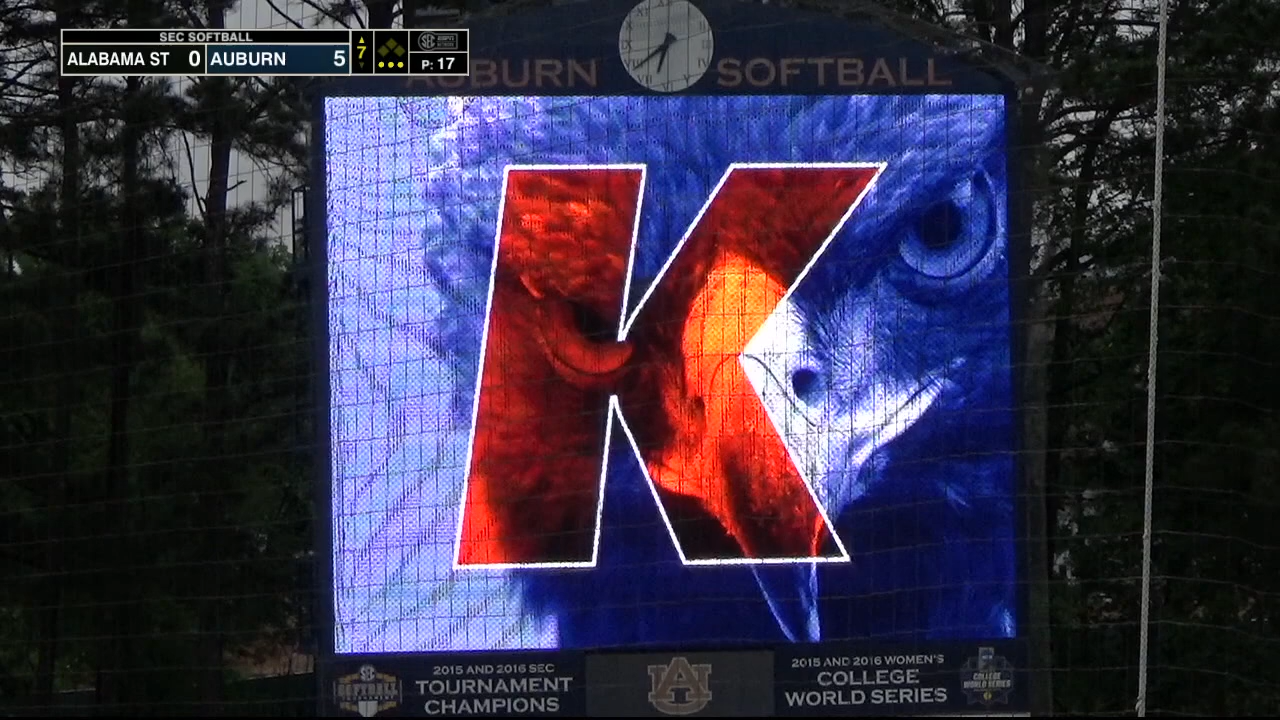 SEC SOFTBALL
ALABAMA ST 0 AUBURN 5 7 P: 17
AUBURN SOFTBALL
K
2015 AND 2016 SEC
TOURNAMENT
CHAMPIONS
2015 AND 2016 WOMEN'S
COLLEGE
WORLD SERIES